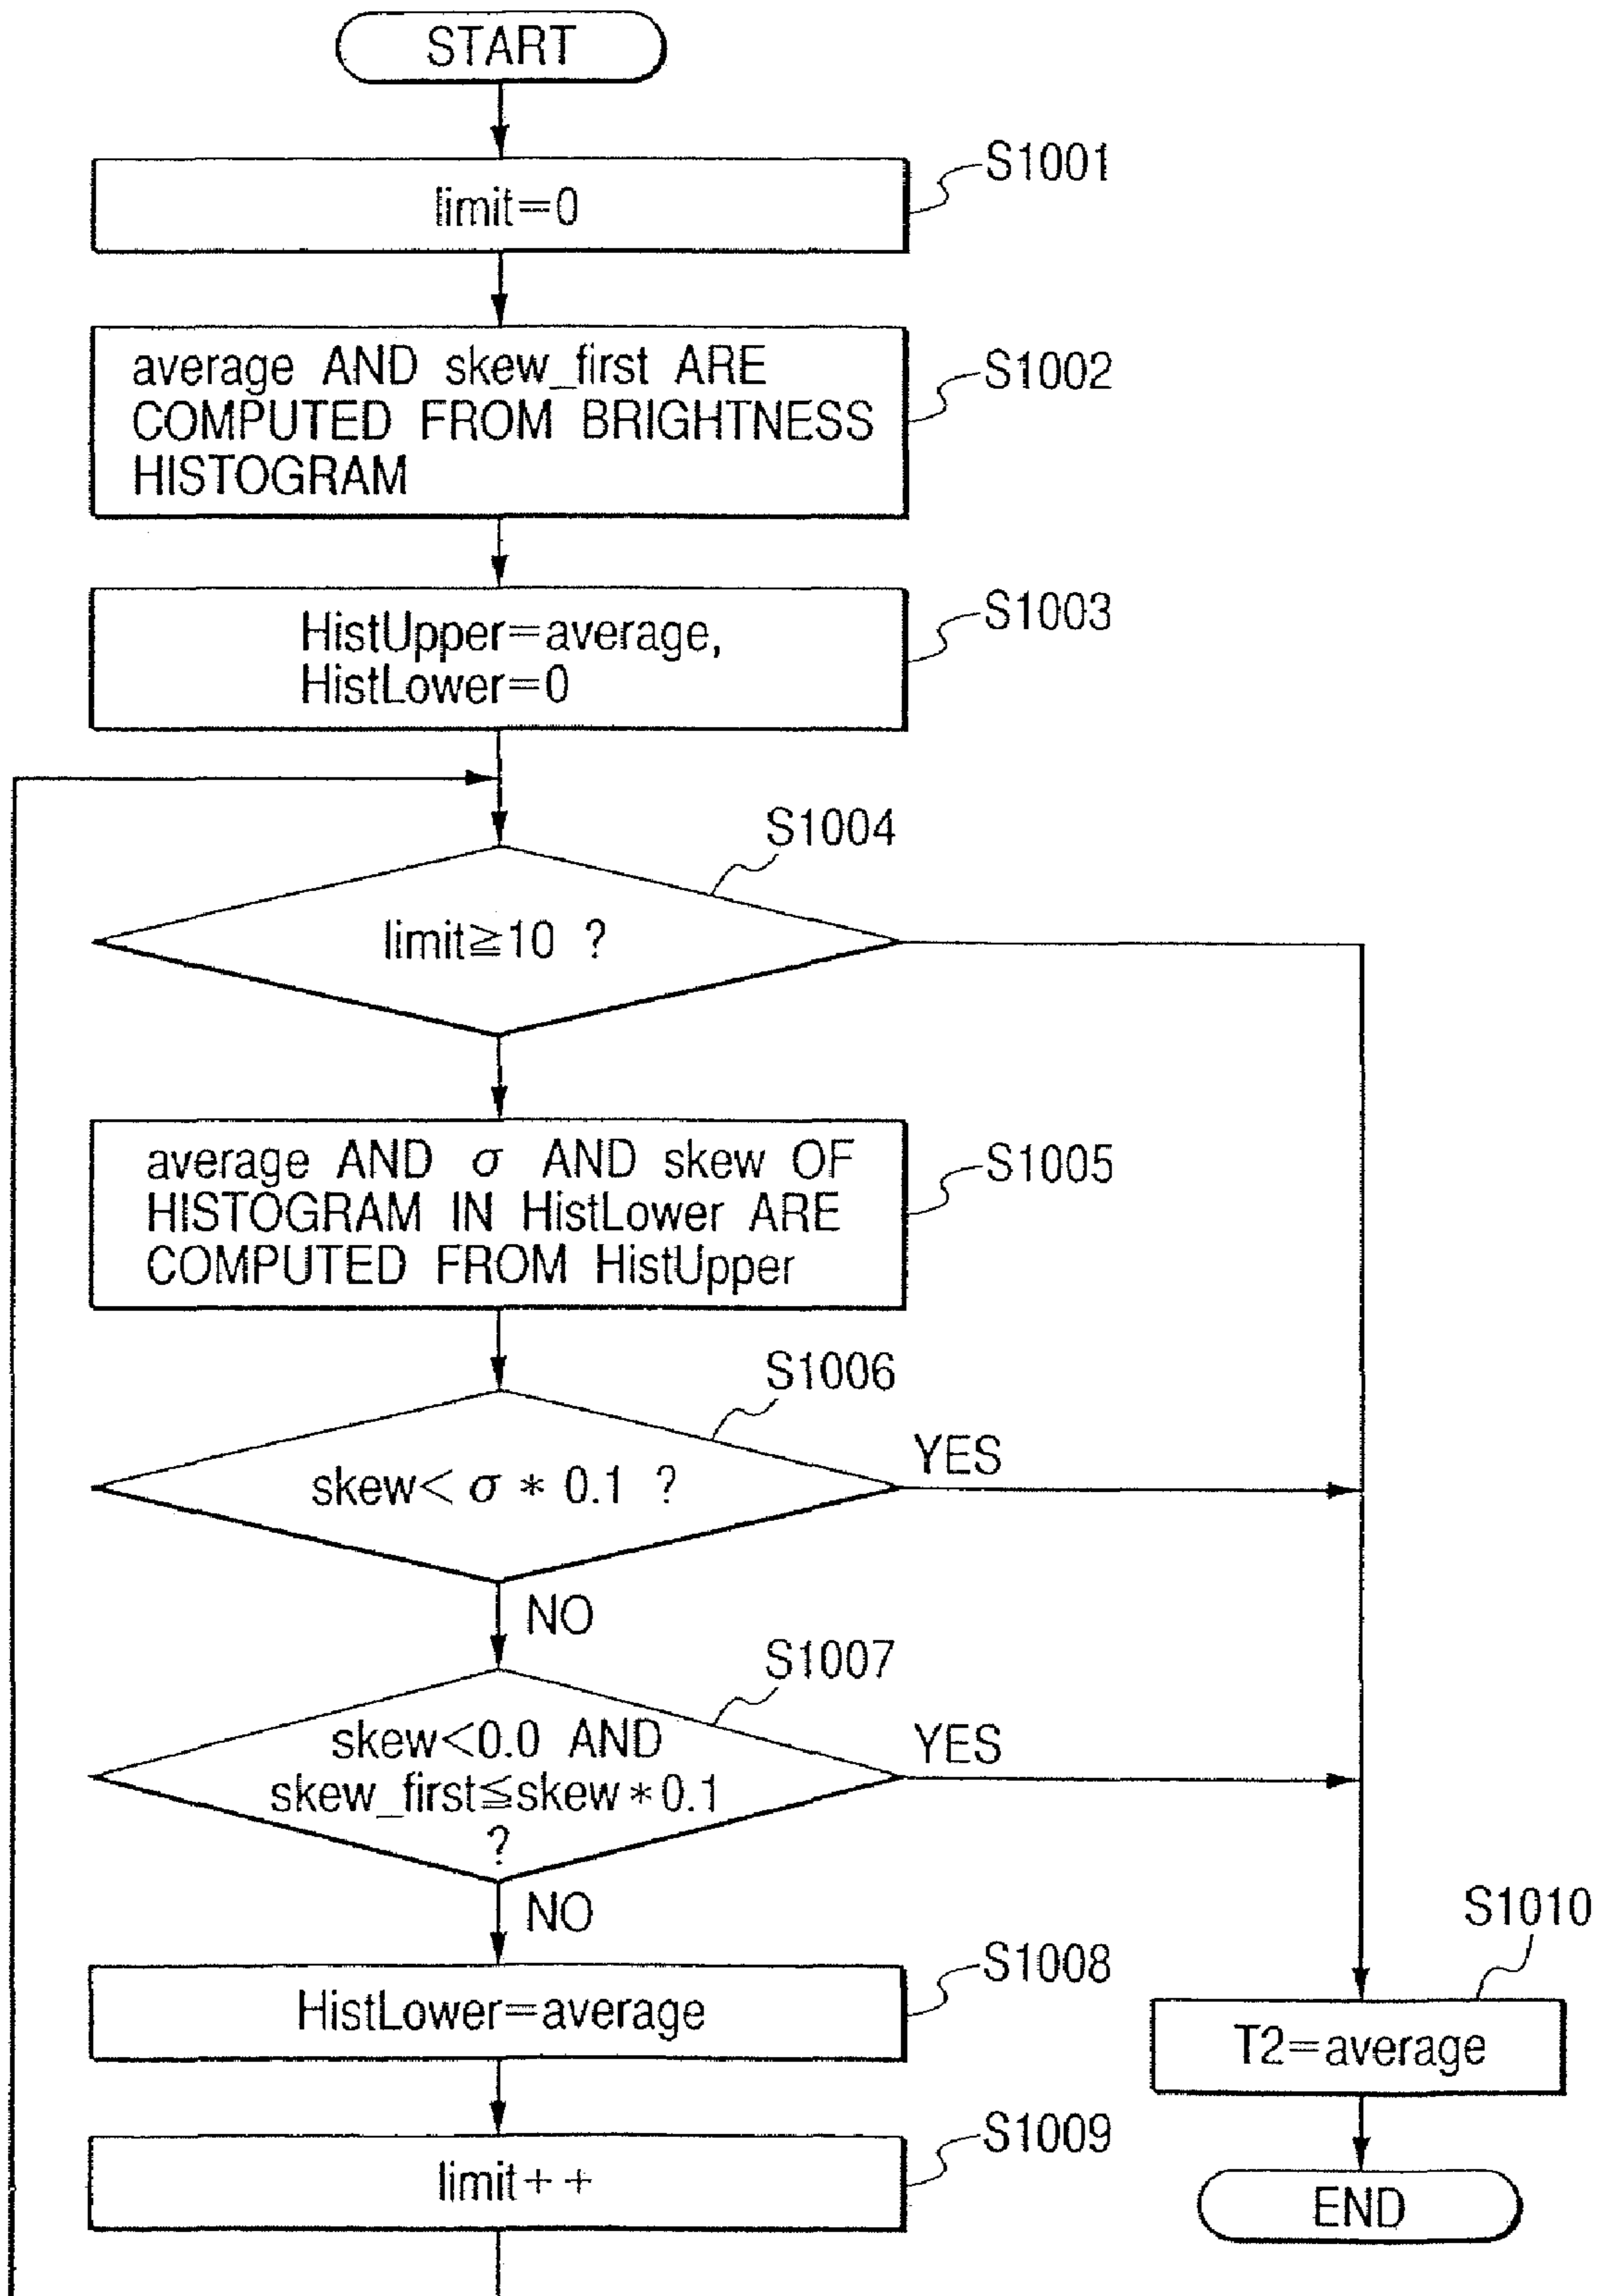 START
S1001
limit=0
S1002
average AND skew_first ARE
COMPUTED FROM BRIGHTNESS
HISTOGRAM
S1003
HistUpper=average,
HistLower=0
S1004
limit≧10 ?
S1005
average AND σ AND skew OF
HISTOGRAM IN HistLower ARE
COMPUTED FROM HistUpper
S1006
skew< σ * 0.1 ?
YES
NO
S1007
skew<0.0 AND
skew_first≦skew*0.1
?
YES
NO
S1008
HistLower=average
S1009
limit++
S1010
T2=average
END